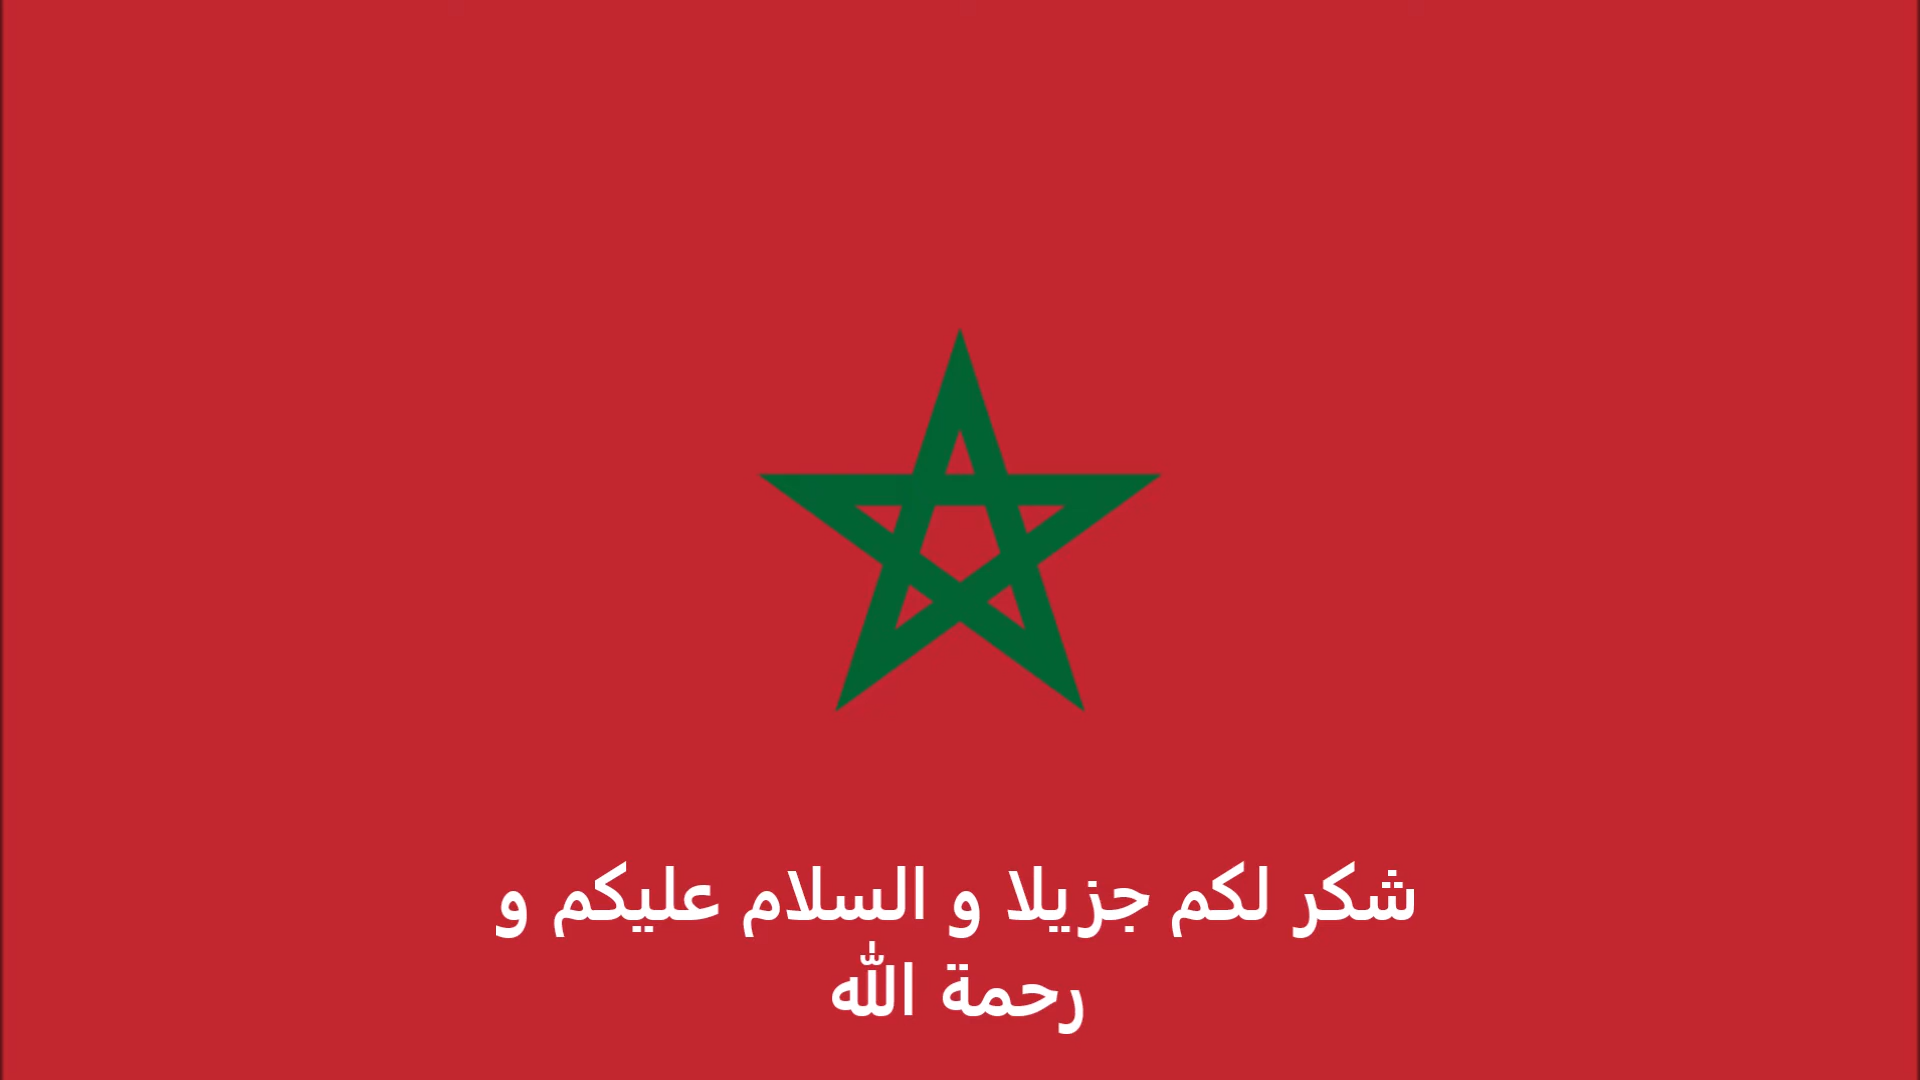 شكر لكم جزيلا و السلام عليكم و
رحمة الله